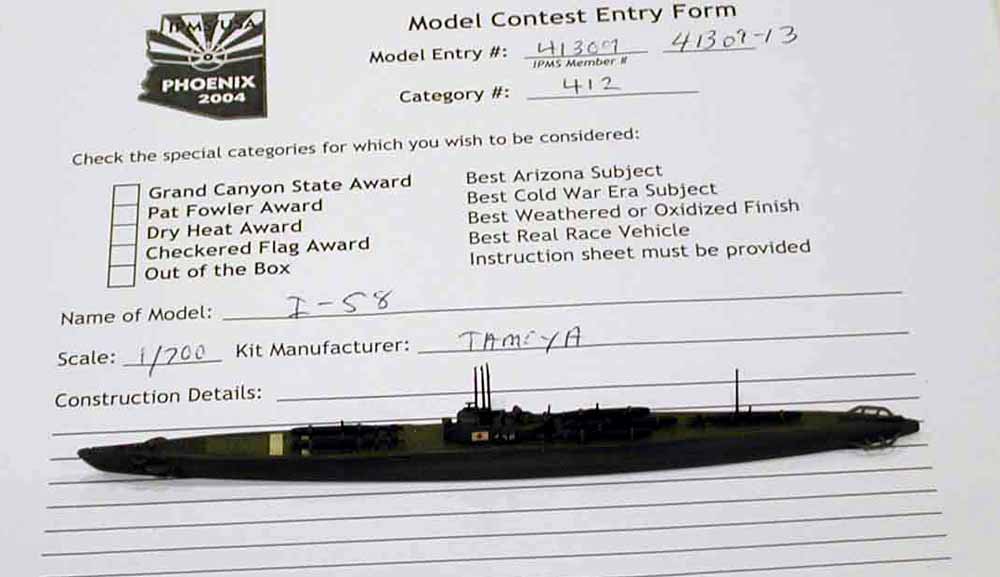 IPMS/USA
PHOENIX
2004
Model Contest Entry Form
Model Entry #: 41309 41309-13
IPMS Member #
Category #: 412
Check the special categories for which you wish to be considered:
Grand Canyon State Award Best Arizona Subject
Pat Fowler Award Best Cold War Era Subject
Dry Heat Award Best Weathered or Oxidized Finish
Checkered Flag Award Best Real Race Vehicle
Out of the Box Instruction sheet must be provided
Name of Model: I-58
Scale: 1/700 Kit Manufacturer: TAMIYA
Construction Details: